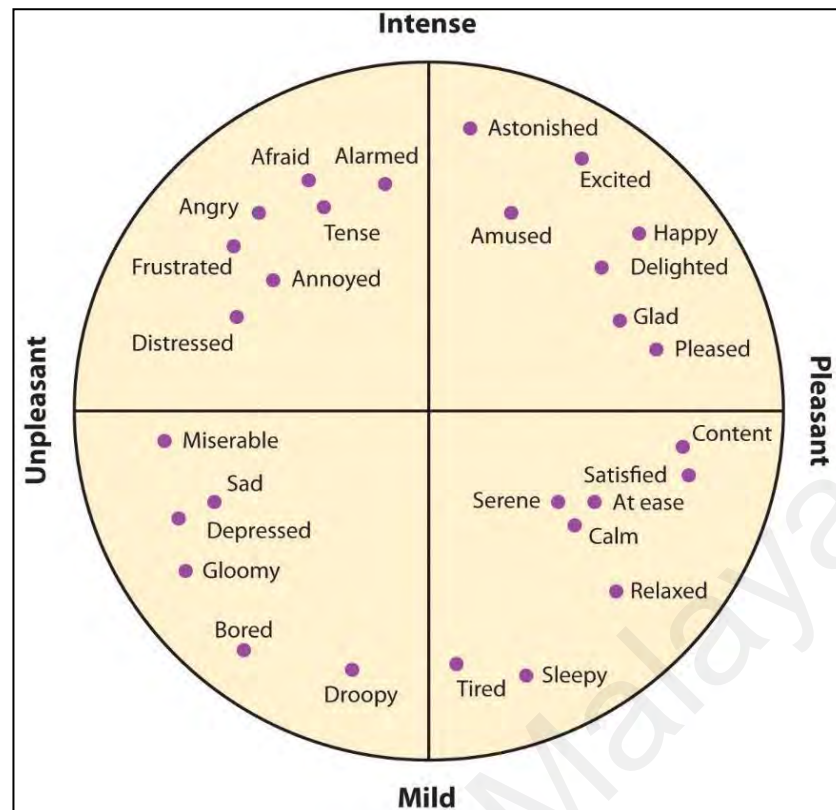 Intense
Astonished
Afraid Alarmed
Excited
Angry
Tense
Amused
Happy
Frustrated
Delighted
Annoyed
Glad
Distressed
Pleased
Unpleasant
Pleasant
Miserable
Content
Sad
Satisfied
Serene At ease
Depressed
Calm
Gloomy
Relaxed
Bored
Droopy
Tired Sleepy
Mild
Malaya